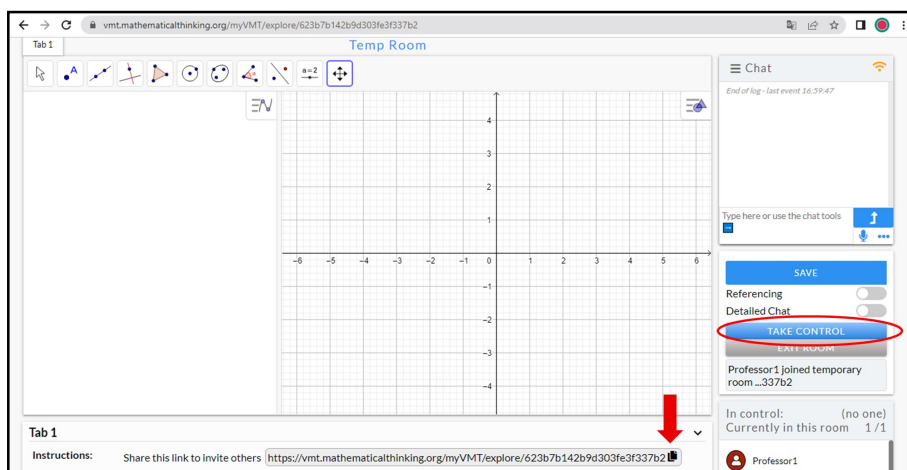 vmt.mathematicalthinking.org/myVMT/explore/623b7b142b9d303fe3f337b2
Tab 1
Temp Room
A
α
a=2
Chat
End of log - last event 16:59:47
4
3
2
1
-6 -5 -4 -3 -2 -1 0 1 2 3 4 5 6
-1
-2
-3
-4
Type here or use the chat tools
SAVE
Referencing
Detailed Chat
TAKE CONTROL
EXIT ROOM
Professor1 joined temporary
room ...337b2
In control: (no one)
Currently in this room 1 /1
Professor1
Tab 1
Instructions: Share this link to invite others https://vmt.mathematicalthinking.org/myVMT/explore/623b7b142b9d303fe3f337b2